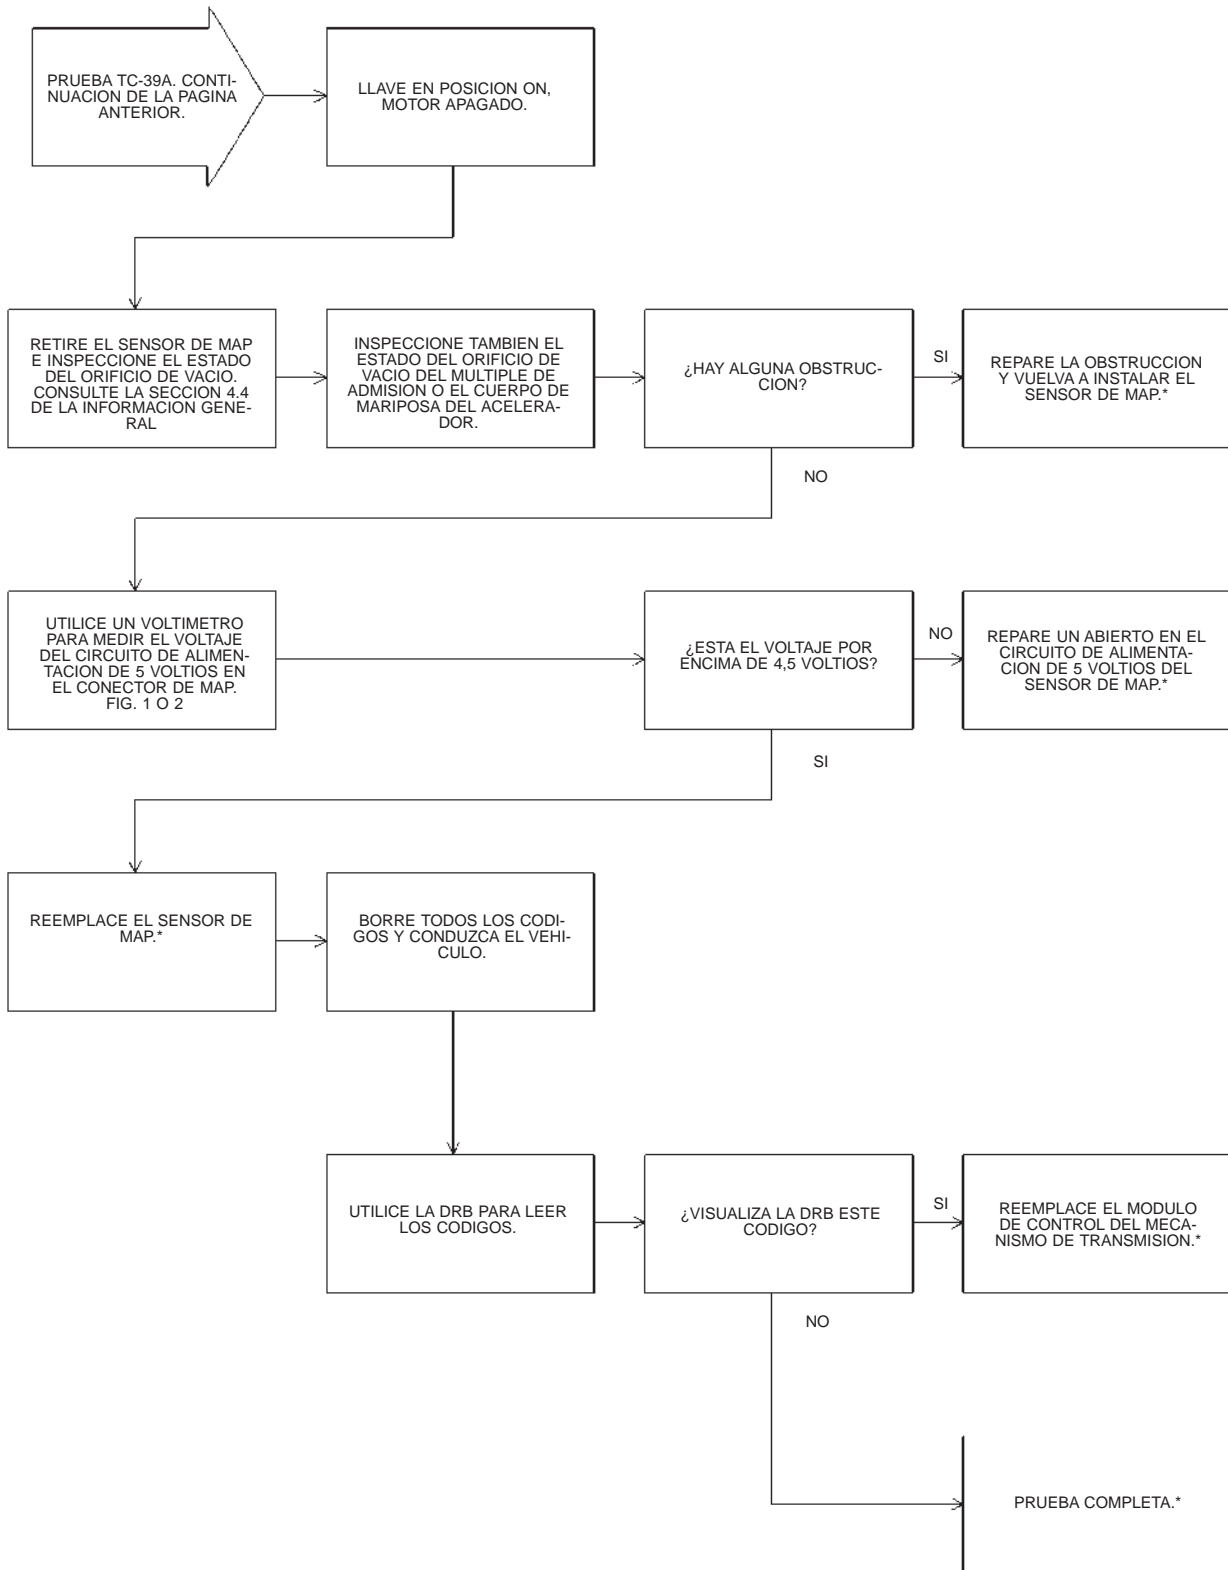 PRUEBA TC-39A. CONTI-
NUACION DE LA PAGINA
ANTERIOR.
LLAVE EN POSICION ON,
MOTOR APAGADO.
RETIRE EL SENSOR DE MAP
E INSPECCIONE EL ESTADO
DEL ORIFICIO DE VACIO.
CONSULTE LA SECCION 4.4
DE LA INFORMACION GENE-
RAL
INSPECCIONE TAMBIEN EL
ESTADO DEL ORIFICIO DE
VACIO DEL MULTIPLE DE
ADMISION O EL CUERPO DE
MARIPOSA DEL ACELERA-
DOR.
¿HAY ALGUNA OBSTRUC-
CION?
SI
REPARE LA OBSTRUCCION
Y VUELVA A INSTALAR EL
SENSOR DE MAP.*
NO
UTILICE UN VOLTIMETRO
PARA MEDIR EL VOLTAJE
DEL CIRCUITO DE ALIMEN-
TACION DE 5 VOLTIOS EN
EL CONECTOR DE MAP.
FIG. 1 O 2
¿ESTA EL VOLTAJE POR
ENCIMA DE 4,5 VOLTIOS?
NO
REPARE UN ABIERTO EN EL
CIRCUITO DE ALIMENTA-
CION DE 5 VOLTIOS DEL
SENSOR DE MAP.*
SI
REEMPLACE EL SENSOR DE
MAP.*
BORRE TODOS LOS CODI-
GOS Y CONDUZCA EL VEHI-
CULO.
UTILICE LA DRB PARA LEER
LOS CODIGOS.
¿VISUALIZA LA DRB ESTE
CODIGO?
SI
REEMPLACE EL MODULO
DE CONTROL DEL MECA-
NISMO DE TRANSMISION.*
NO
PRUEBA COMPLETA.*